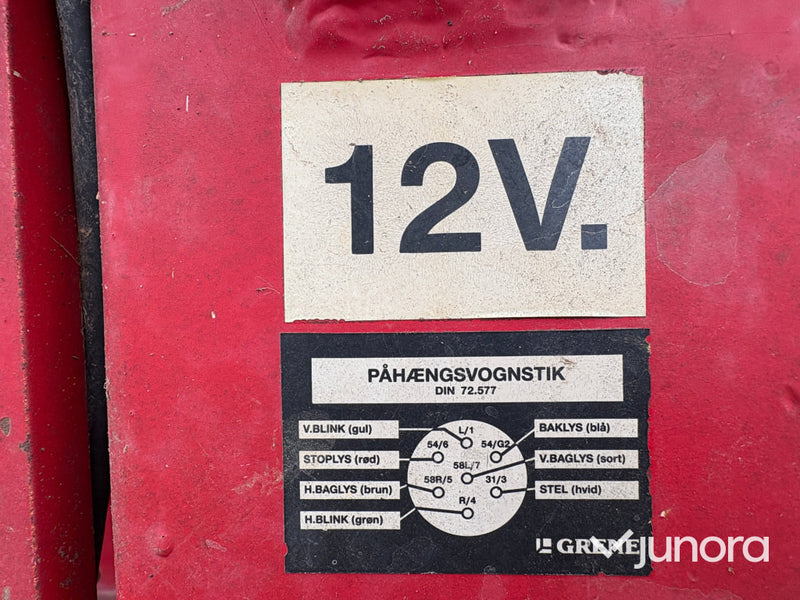 12V.
PÅHÆNGSVOGNSTIK
DIN 72.577
V.BLINK (gul)
STOPLYS (rød)
H.BAGLYS (brun)
H.BLINK (grøn)
L/1
54/6
54/G2
58L/7
58R/5
31/3
R/4
BAKLYS (blå)
V.BAGLYS (sort)
STEL (hvid)
GRENE
junora